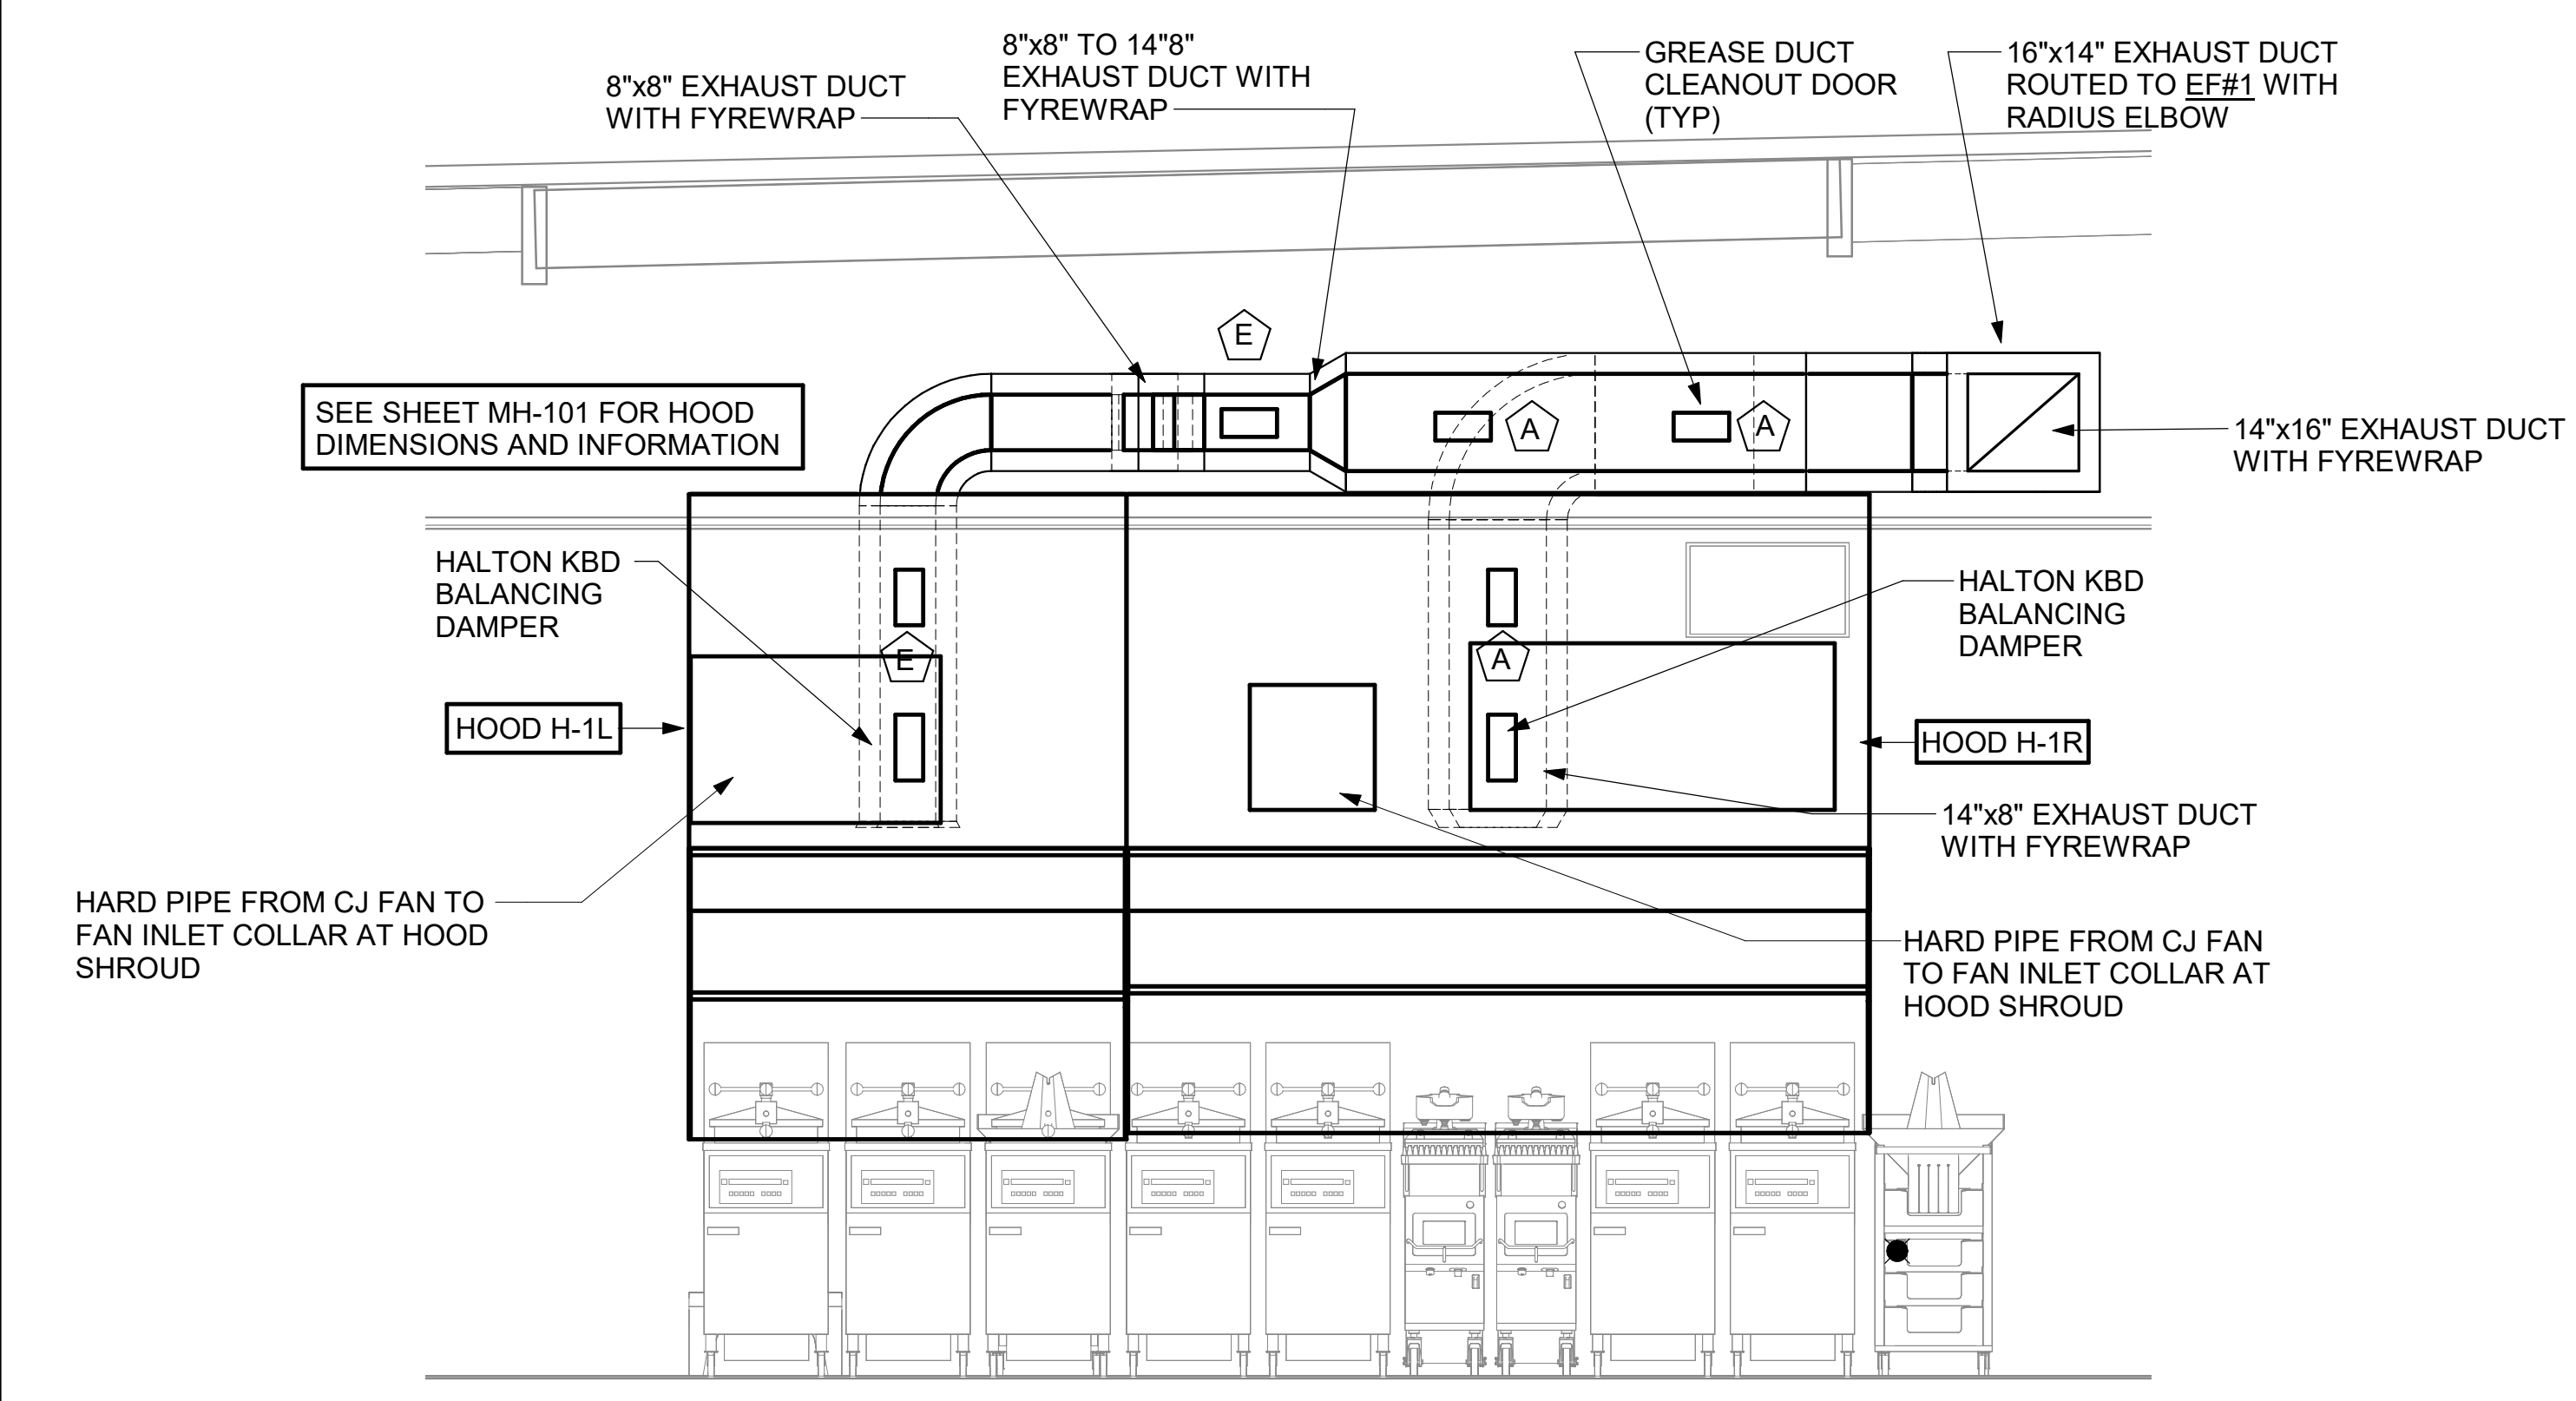 8"x8" TO 14"8"
EXHAUST DUCT WITH
FYREWRAP
8"x8" EXHAUST DUCT
WITH FYREWRAP
GREASE DUCT
CLEANOUT DOOR
(TYP)
16"x14" EXHAUST DUCT
ROUTED TO EF#1 WITH
RADIUS ELBOW
E
SEE SHEET MH-101 FOR HOOD
DIMENSIONS AND INFORMATION
A
A
14"x16" EXHAUST DUCT
WITH FYREWRAP
HALTON KBD
BALANCING
DAMPER
HALTON KBD
BALANCING
DAMPER
E
A
HOOD H-1L
HOOD H-1R
14"x8" EXHAUST DUCT
WITH FYREWRAP
HARD PIPE FROM CJ FAN TO
FAN INLET COLLAR AT HOOD
SHROUD
HARD PIPE FROM CJ FAN
TO FAN INLET COLLAR AT
HOOD SHROUD